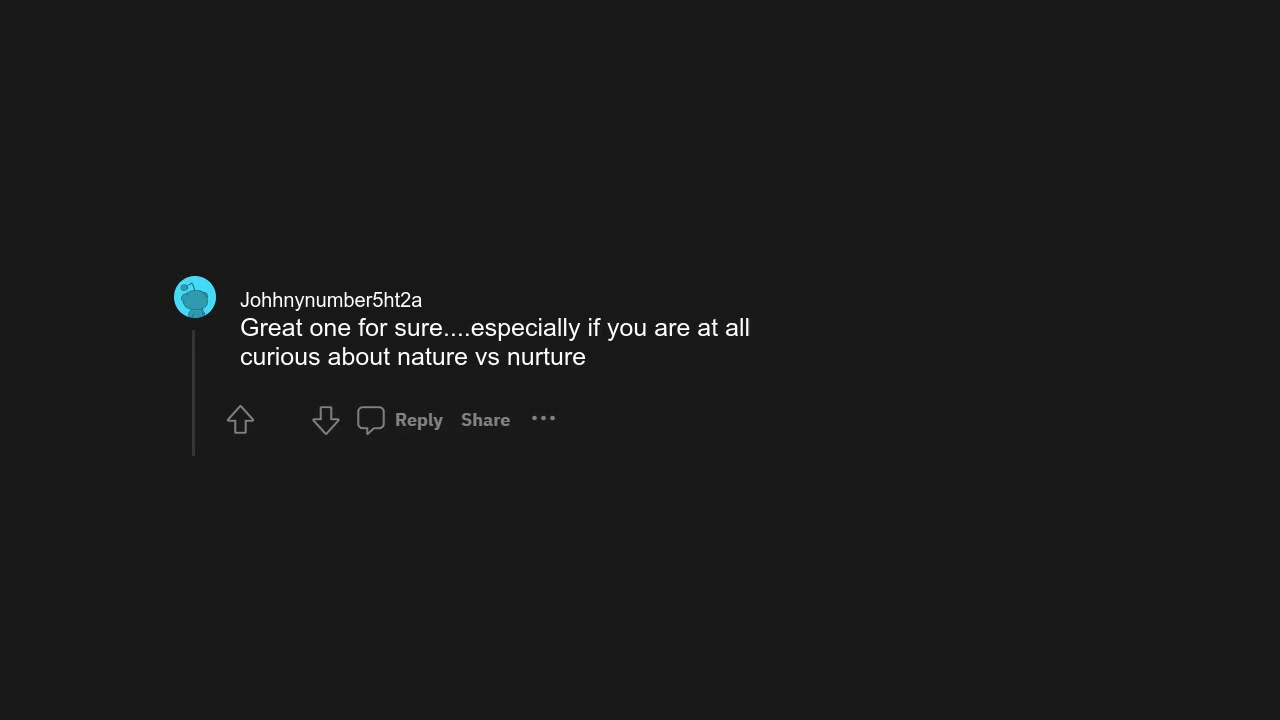 Johhnynumber5ht2a
Great one for sure....especially if you are at all
curious about nature vs nurture
Reply Share